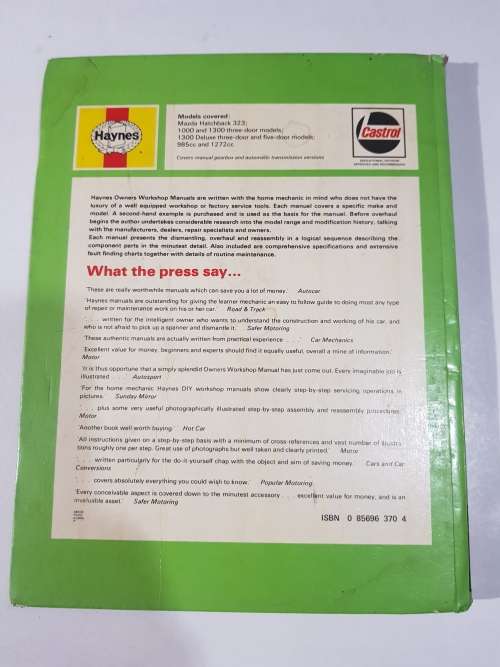 Haynes
Models covered:
Mazda Hatchback 323;
1000 and 1300 three-door models;
1300 Deluxe three-door and five-door models;
985cc and 1272cc.
Covers manual gearbox and automatic transmission versions
Castrol
Haynes Owners Workshop Manuals are written with the home mechanic in mind who does not have the
luxury of a well equipped workshop or factory service tools. Each manual covers a specific make and
model. A second-hand example is purchased and is used as the basis for the manual. Before overhaul
begins the author undertakes considerable research into the model range and modification history, talking
with the manufacturers, dealers, repair specialists and owners.
Each manual presents the dismantling, overhaul and reassembly in a logical sequence describing the
component parts in the minutest detail. Also included are comprehensive specifications and extensive
fault finding charts together with details of routine maintenance.
What the press say...
'These are really worthwhile manuals which can save you a lot of money.' Autocar
'Haynes manuals are outstanding for giving the learner mechanic an easy to follow guide to doing most any type
of repair or maintenance work on his or her car.' Road & Track
'. . . written for the intelligent owner who wants to understand the construction and working of his car, and
who is not afraid to pick up a spanner and dismantle it. Safer Motoring
'These authentic manuals are actually written from practical experience . . . .' Car Mechanics
'Excellent value for money, beginners and experts should find it equally useful, overall a mine of information.'
Motor
'It is thus opportune that a simply splendid Owners Workshop Manual has just come out. Every imaginable job is
illustrated . . . .' Autosport
'For the home mechanic Haynes DIY workshop manuals show clearly step-by-step servicing operations in
pictures. Sunday Mirror
. . . plus some very useful photographically illustrated step-by-step assembly and reassembly procedures.
Motor
'Another book well worth buying.' Hot Car
'All instructions given on a step-by-step basis with a minimum of cross references and vast number of illustra
tions roughly one per step. Great use of photographs but well taken and clearly printed.' Motor
. . . written particularly for the do-it-yourself chap with the object and aim of saving money.' Cars and Car
Conversions
'. . . covers absolutely everything you could wish to know. Popular Motoring
'Every conceivable aspect is covered down to the minutest accessory . . . excellent value for money, and is an
invaluable asset.' Safer Motoring
ISBN 0 85696 370 4